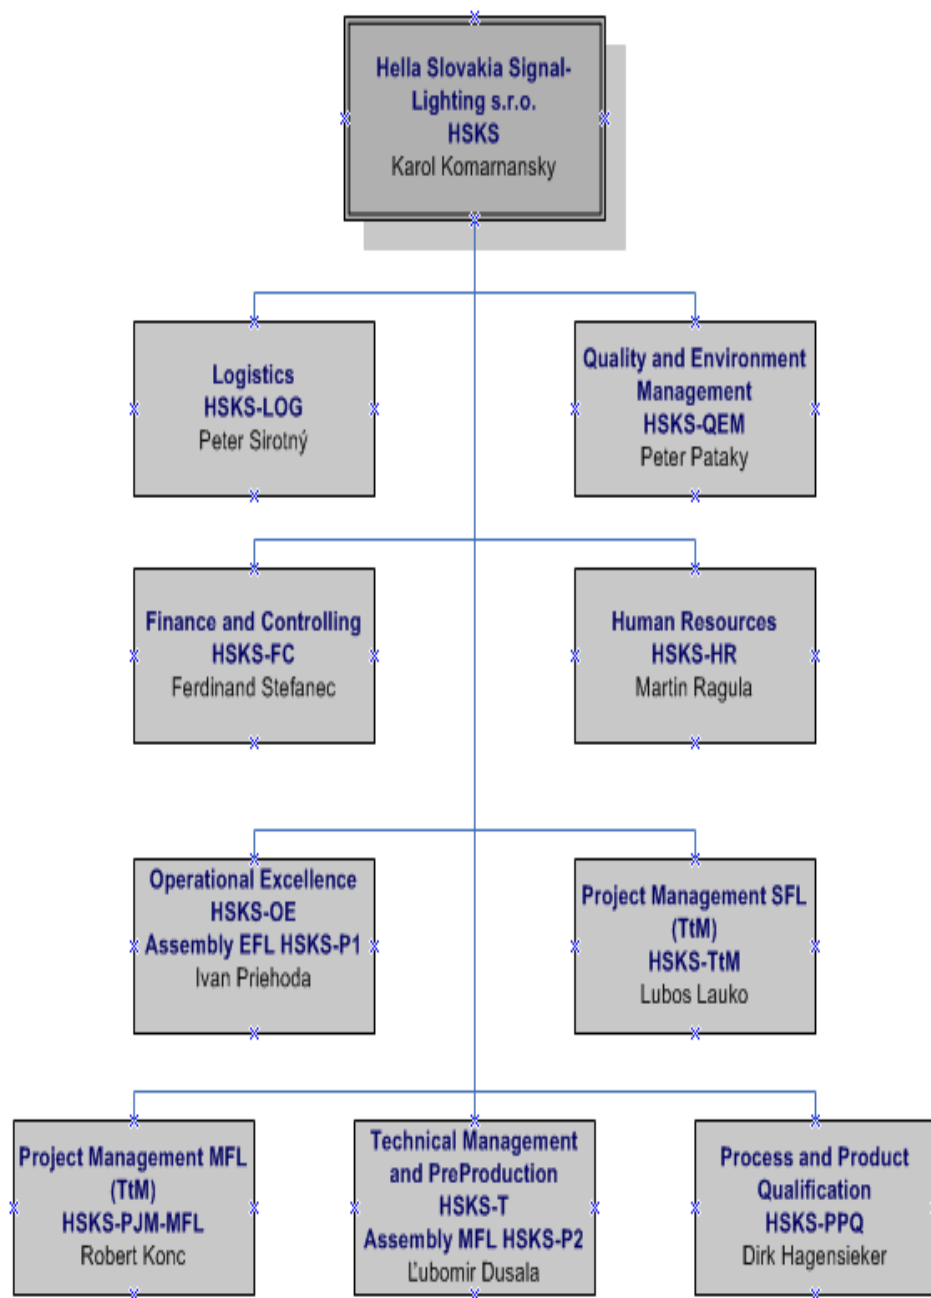 Hella Slovakia Signal-
Lighting s.r.o.
HSKS
Karol Komarnansky
Logistics
HSKS-LOG
Peter Sirotný
Quality and Environment
Management
HSKS-QEM
Peter Pataky
Finance and Controlling
HSKS-FC
Ferdinand Stefanec
Human Resources
HSKS-HR
Martin Ragula
Operational Excellence
HSKS-OE
Assembly EFL HSKS-P1
Ivan Priehoda
Project Management SFL
(TtM)
HSKS-TtM
Lubos Lauko
Project Management MFL
(TtM)
HSKS-PJM-MFL
Robert Konc
Technical Management
and PreProduction
HSKS-T
Assembly MFL HSKS-P2
Ľubomir Dusala
Process and Product
Qualification
HSKS-PPQ
Dirk Hagensieker